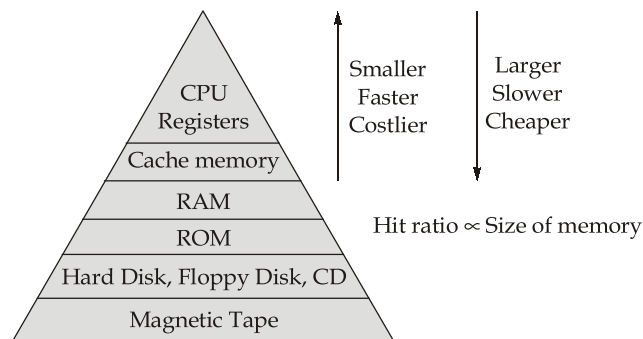 CPU
Registers
Cache memory
RAM
ROM
Hard Disk, Floppy Disk, CD
Magnetic Tape
Smaller
Faster
Costlier
Larger
Slower
Cheaper
Hit ratio ∝ Size of memory